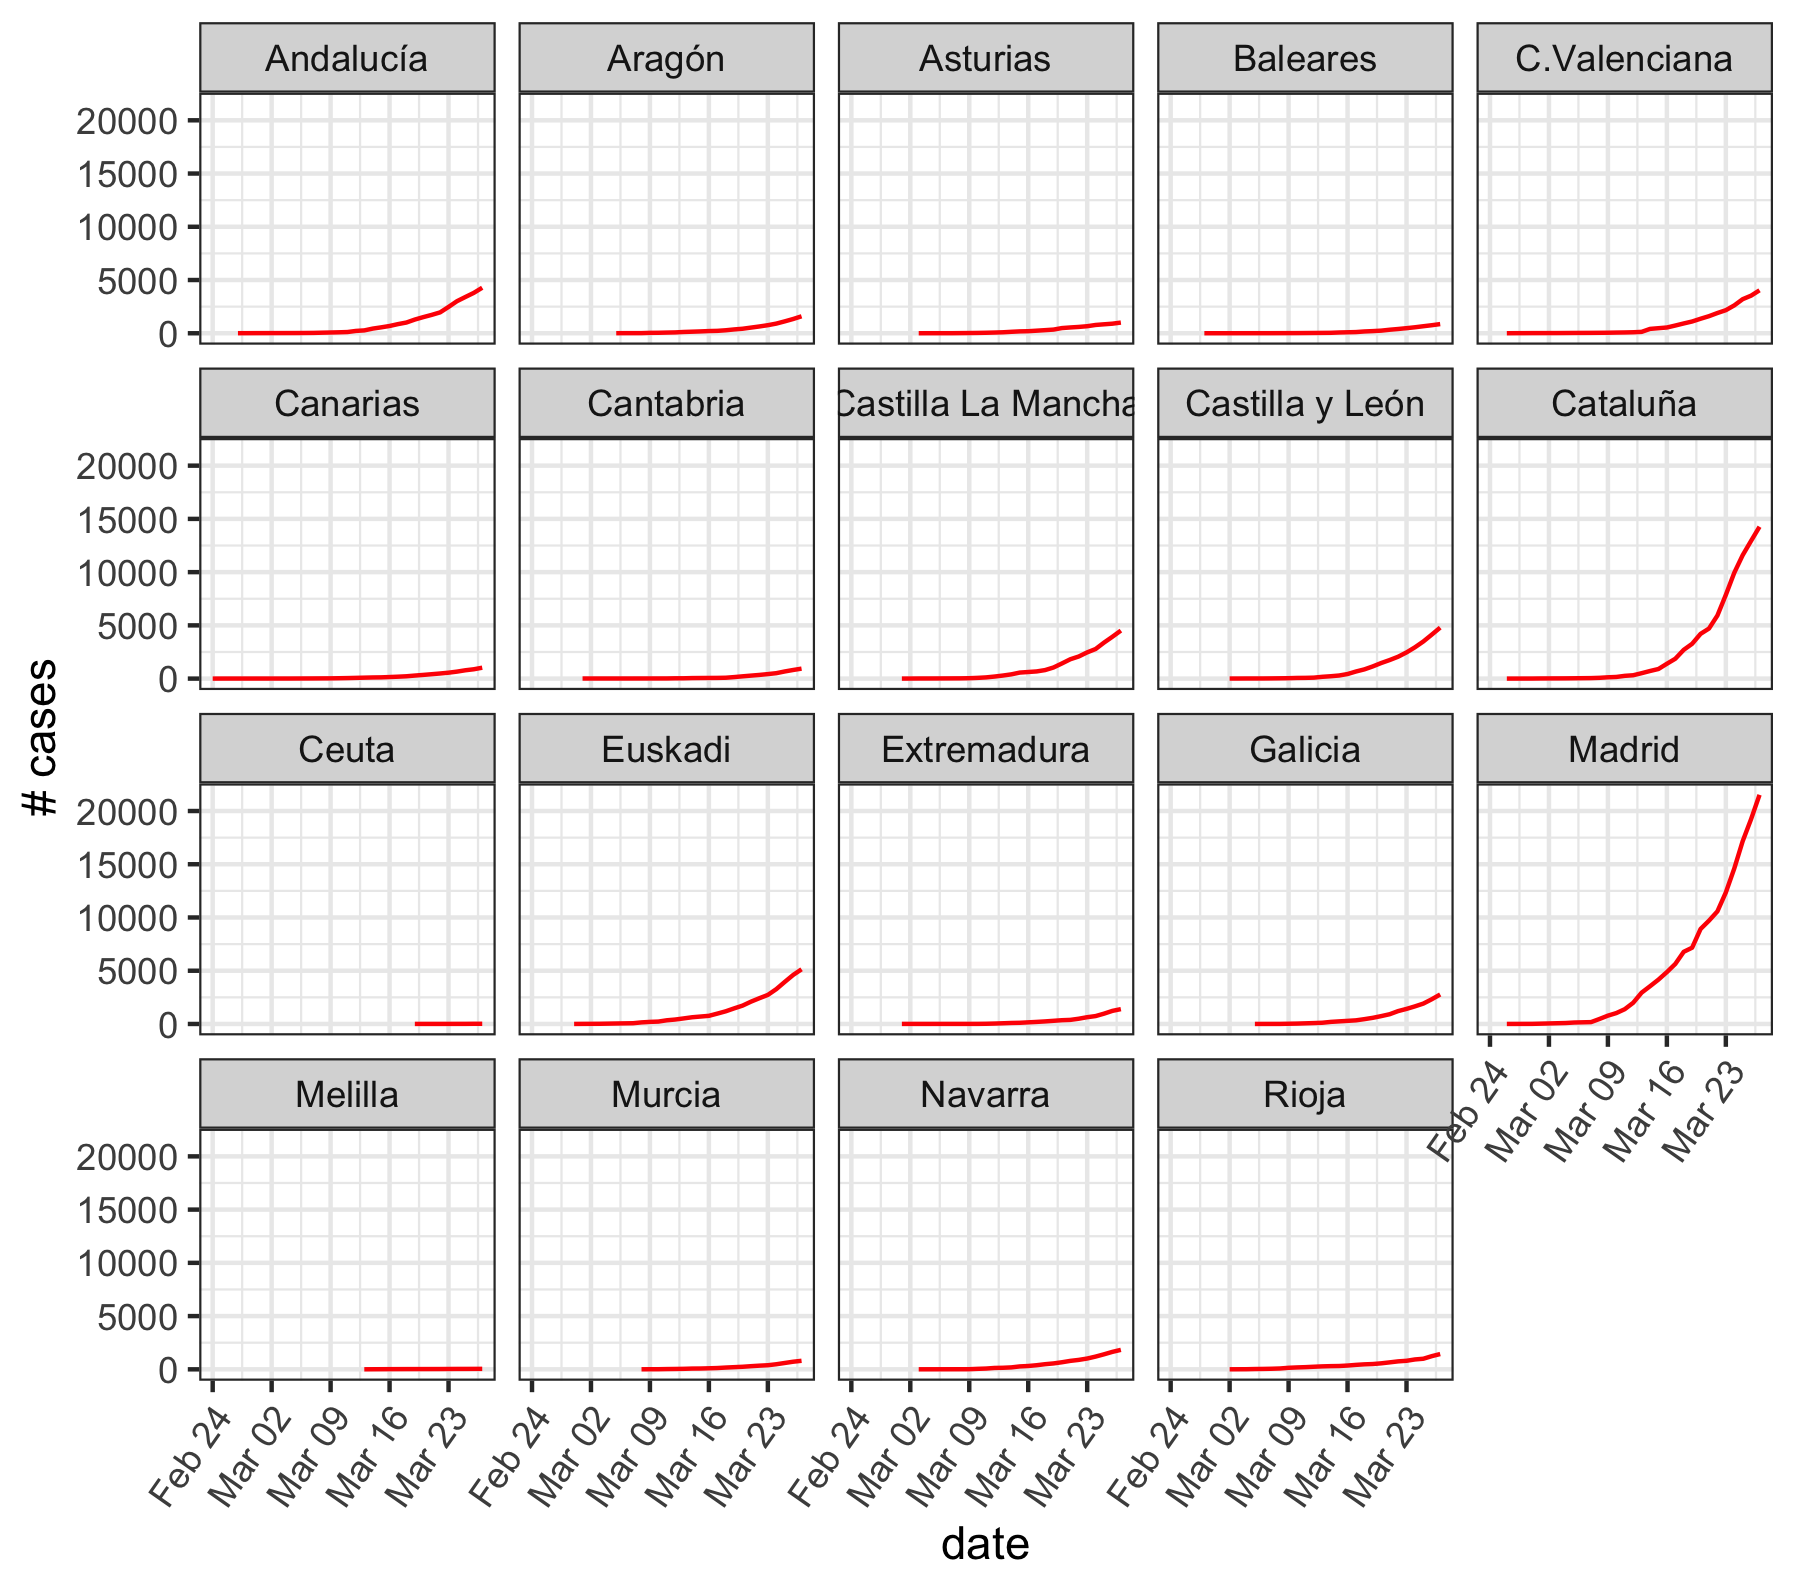 Andalucía Aragón Asturias Baleares C.Valenciana
20000
15000
10000
5000
0
Canarias Cantabria Castilla La Mancha Castilla y León Cataluña
20000
15000
10000
5000
0
# cases
Ceuta Euskadi Extremadura Galicia Madrid
20000
15000
10000
5000
0
Feb 24 Mar 02 Mar 09 Mar 16 Mar 23
Melilla Murcia Navarra Rioja
20000
15000
10000
5000
0
Feb 24 Mar 02 Mar 09 Mar 16 Mar 23 Feb 24 Mar 02 Mar 09 Mar 16 Mar 23 Feb 24 Mar 02 Mar 09 Mar 16 Mar 23 Feb 24 Mar 02 Mar 09 Mar 16 Mar 23
date